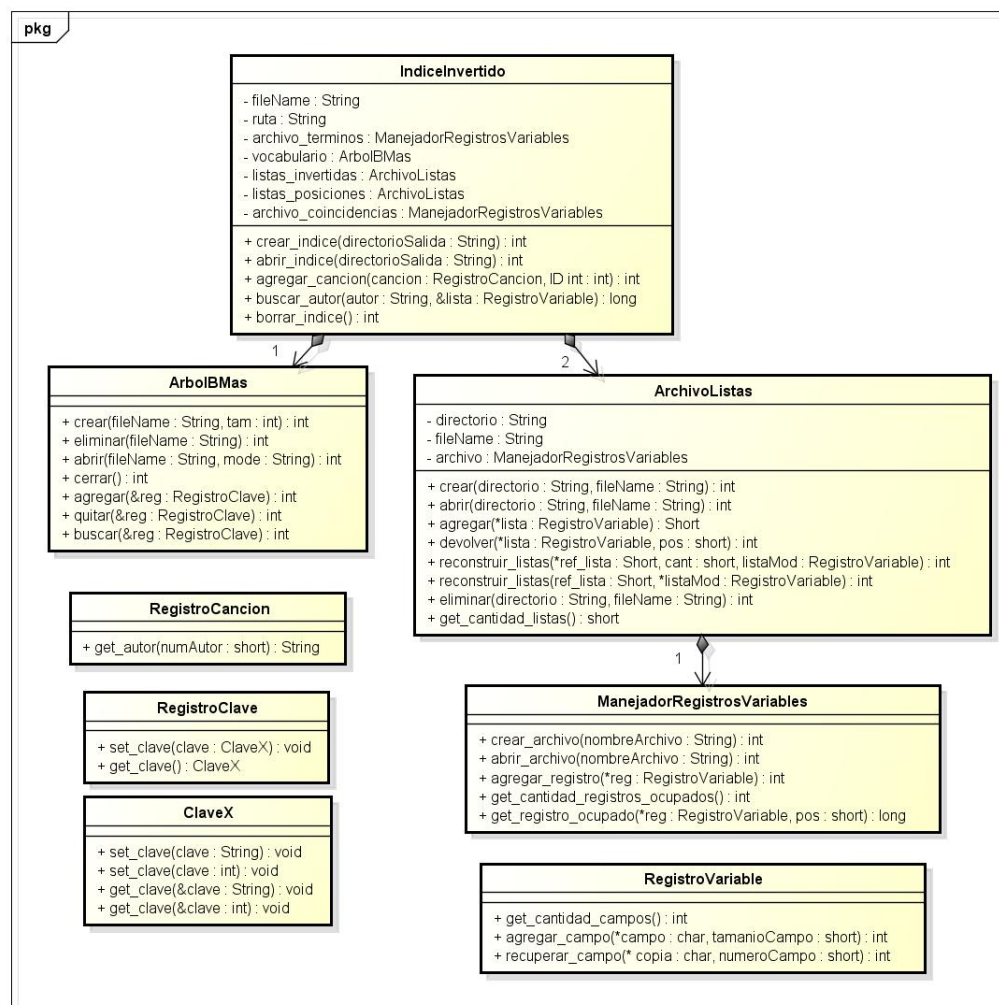 pkg
IndiceInvertido
- fileName : String
- ruta : String
- archivo_terminos : ManejadorRegistrosVariables
- vocabulario : ArbolBMas
- listas_invertidas : ArchivoListas
- listas_posiciones : ArchivoListas
- archivo_coincidencias : ManejadorRegistrosVariables
+ crear_indice(directorioSalida : String) : int
+ abrir_indice(directorioSalida : String) : int
+ agregar_cancion(cancion : RegistroCancion, ID int : int) : int
+ buscar_autor(autor : String, &lista : RegistroVariable) : long
+ borrar_indice() : int
1
2
ArbolBMas
+ crear(fileName : String, tam : int) : int
+ eliminar(fileName : String) : int
+ abrir(fileName : String, mode : String) : int
+ cerrar() : int
+ agregar(&reg : RegistroClave) : int
+ quitar(&reg : RegistroClave) : int
+ buscar(&reg : RegistroClave) : int
ArchivoListas
- directorio : String
- fileName : String
- archivo : ManejadorRegistrosVariables
+ crear(directorio : String, fileName : String) : int
+ abrir(directorio : String, fileName : String) : int
+ agregar(*lista : RegistroVariable) : Short
+ devolver(*lista : RegistroVariable, pos : short) : int
+ reconstruir_listas(*ref_lista : Short, cant : short, listaMod : RegistroVariable) : int
+ reconstruir_listas(ref_lista : Short, *listaMod : RegistroVariable) : int
+ eliminar(directorio : String, fileName : String) : int
+ get_cantidad_listas() : short
1
RegistroCancion
+ get_autor(numAutor : short) : String
RegistroClave
+ set_clave(clave : ClaveX) : void
+ get_clave() : ClaveX
ClaveX
+ set_clave(clave : String) : void
+ set_clave(clave : int) : void
+ get_clave(&clave : String) : void
+ get_clave(&clave : int) : void
ManejadorRegistrosVariables
+ crear_archivo(nombreArchivo : String) : int
+ abrir_archivo(nombreArchivo : String) : int
+ agregar_registro(*reg : RegistroVariable) : int
+ get_cantidad_registros_ocupados() : int
+ get_registro_ocupado(*reg : RegistroVariable, pos : short) : long
RegistroVariable
+ get_cantidad_campos() : int
+ agregar_campo(*campo : char, tamanioCampo : short) : int
+ recuperar_campo(* copia : char, numeroCampo : short) : int